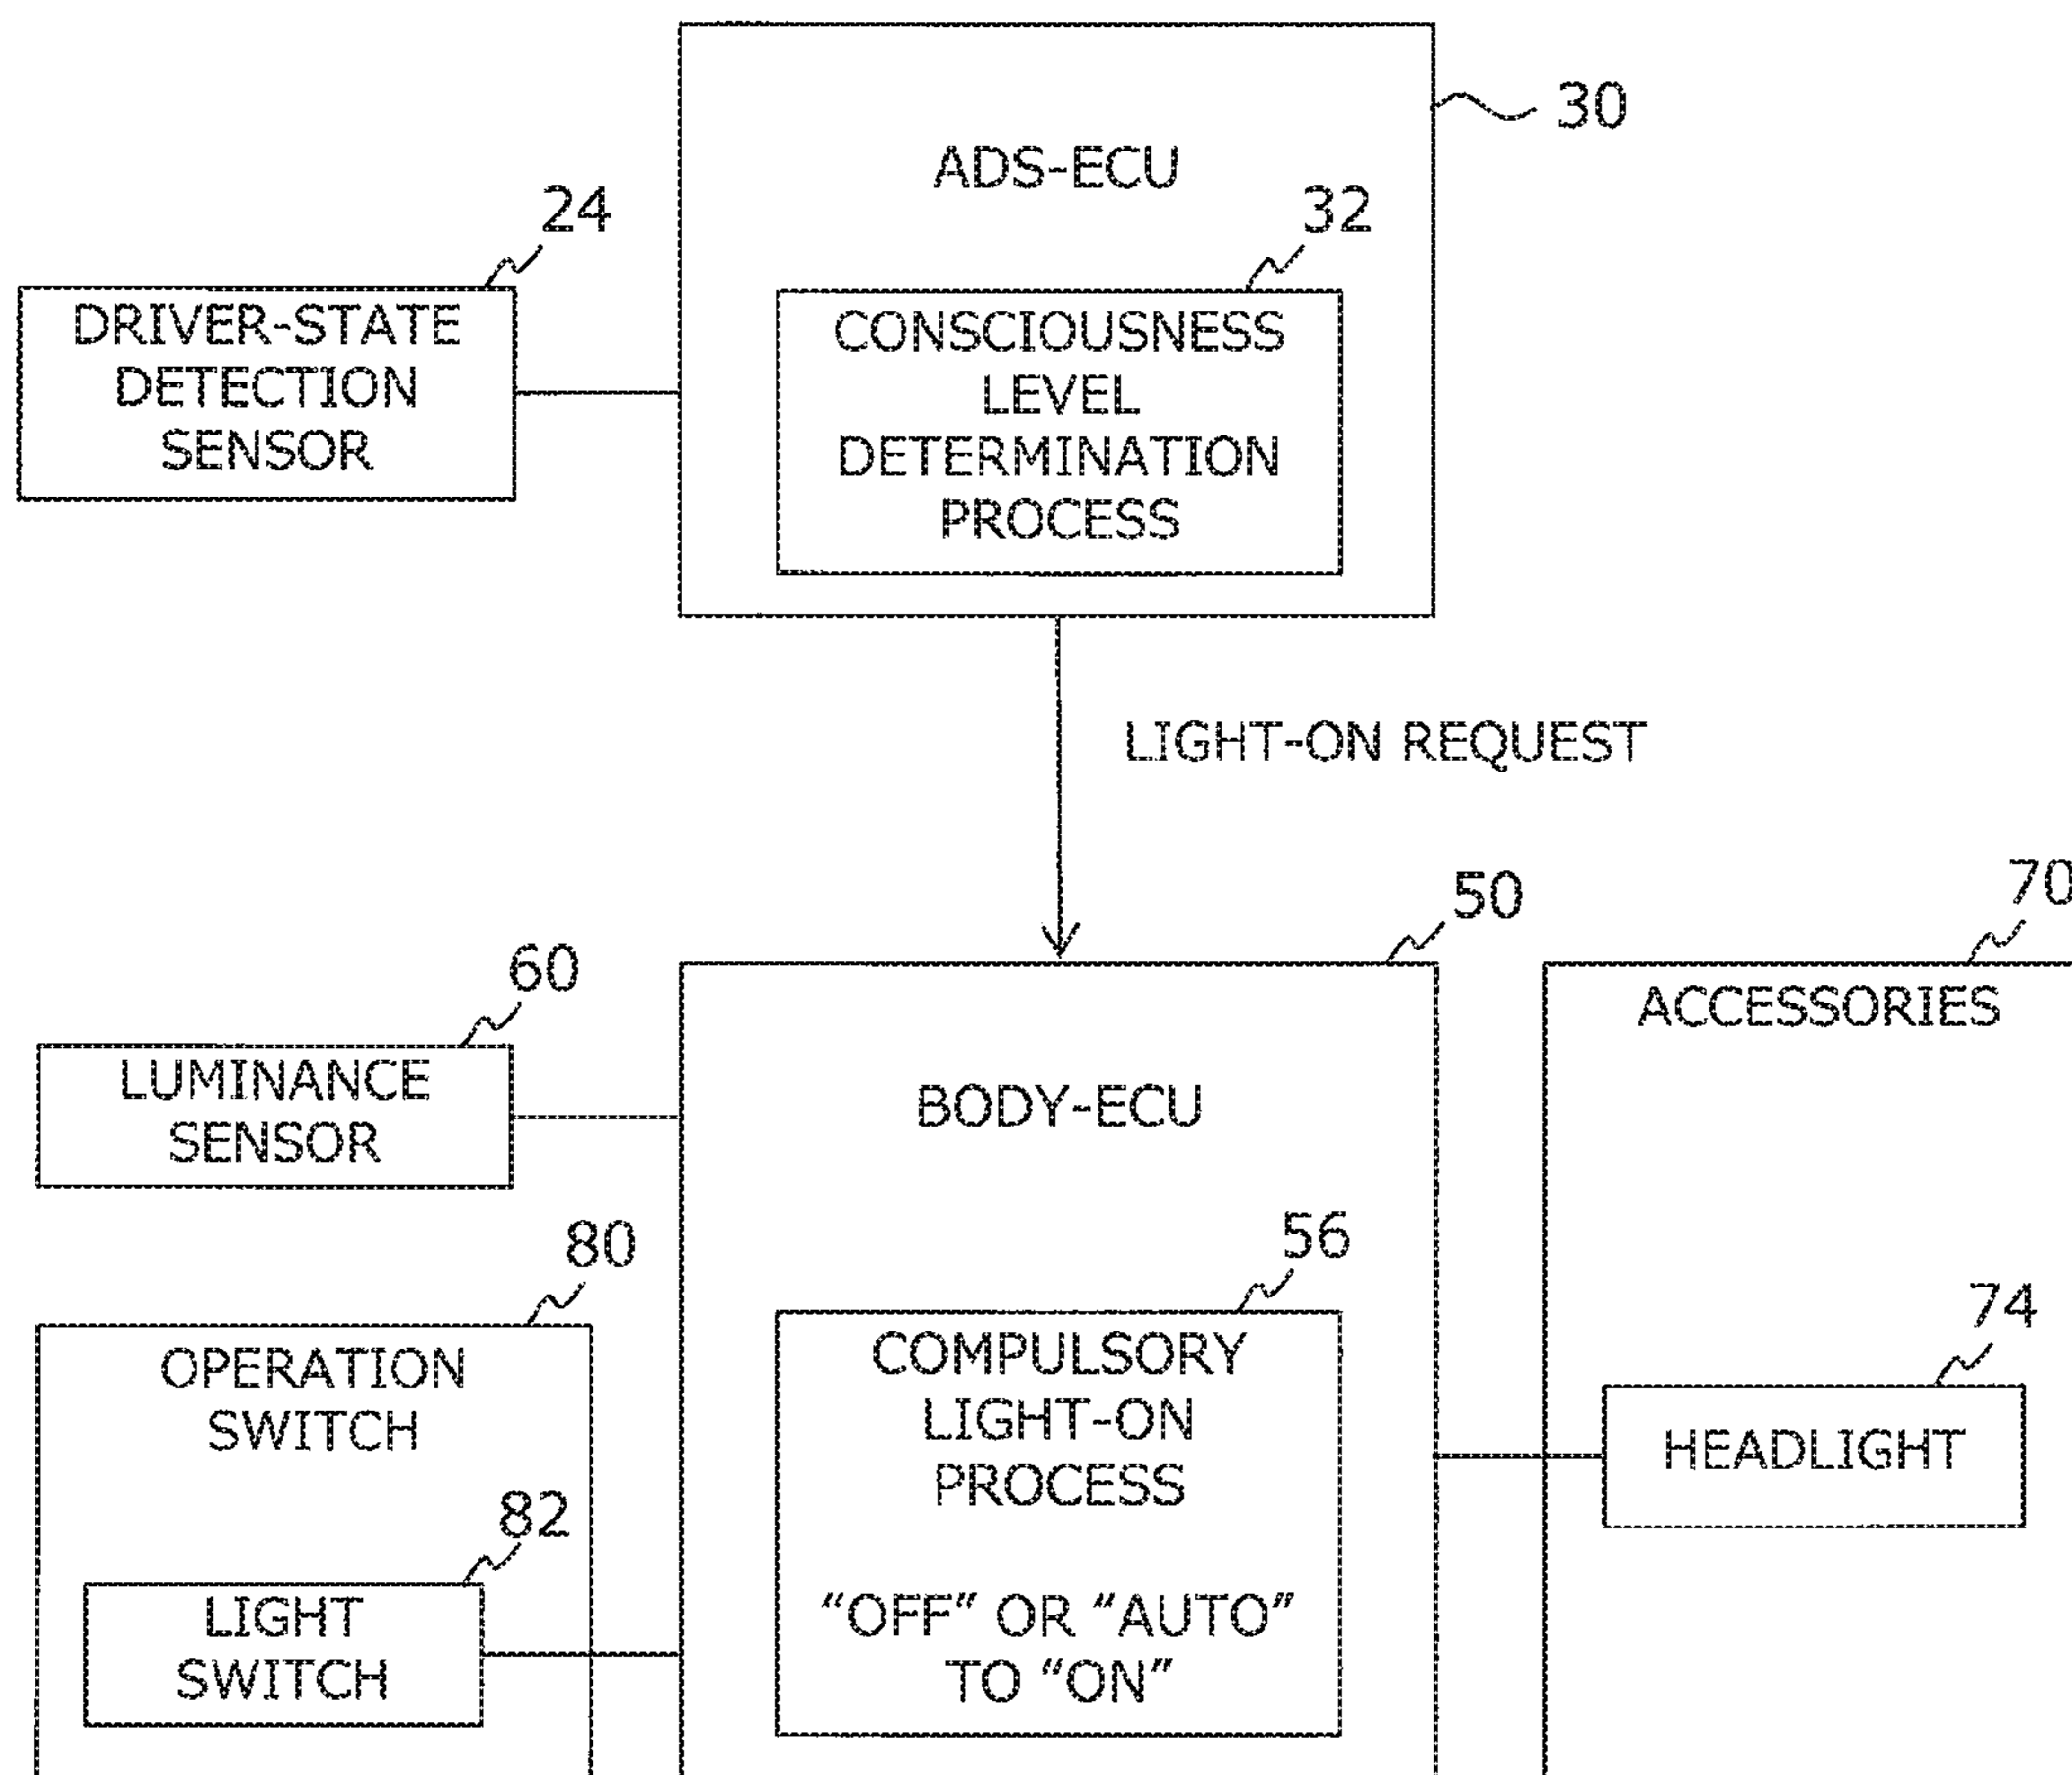 30
ADS-ECU
24
32
DRIVER-STATE
DETECTION
SENSOR
CONSCIOUSNESS
LEVEL
DETERMINATION
PROCESS
LIGHT-ON REQUEST
50
70
60
ACCESSORIES
LUMINANCE
SENSOR
BODY-ECU
80
56
74
OPERATION
SWITCH
COMPULSORY
LIGHT-ON
PROCESS
HEADLIGHT
82
LIGHT
SWITCH
“OFF” OR “AUTO”
TO “ON”